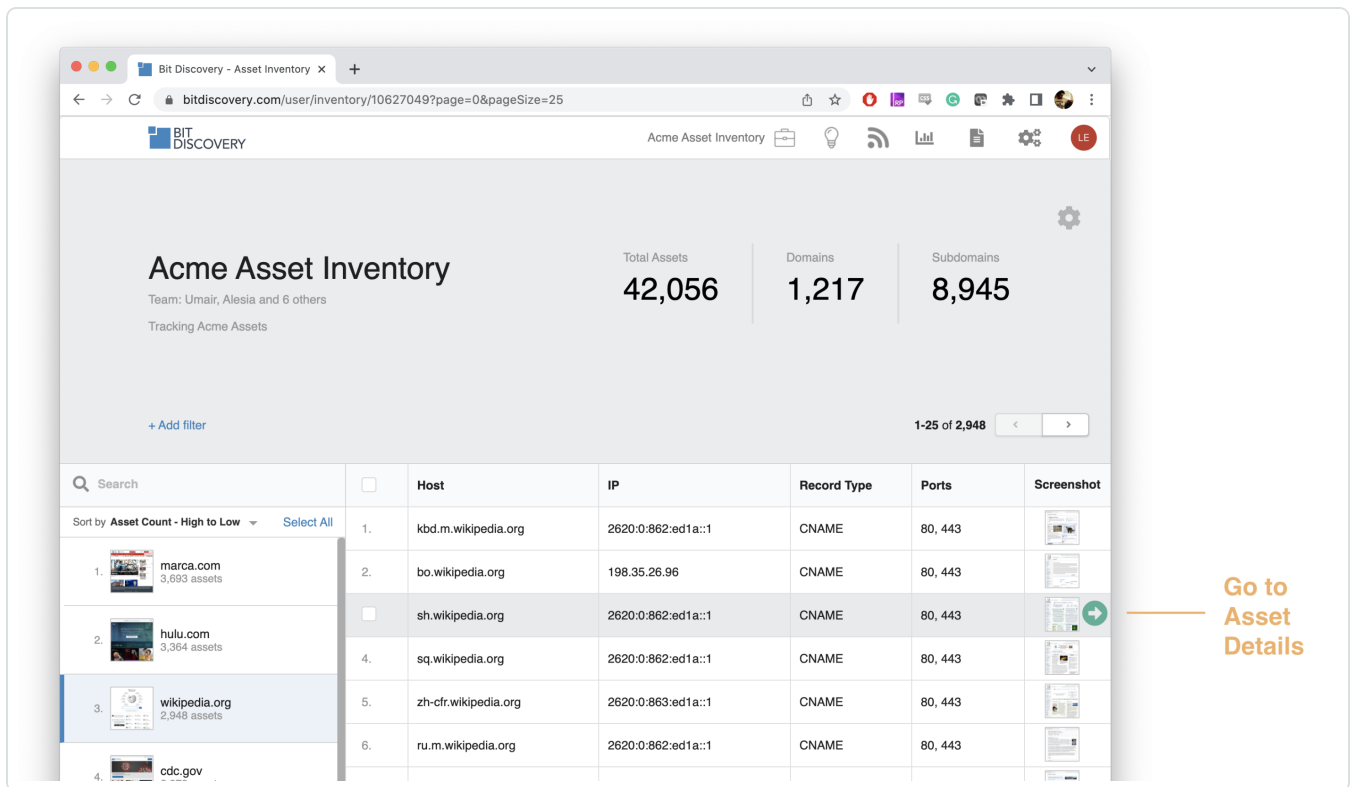 Bit Discovery - Asset Inventory
bitdiscovery.com/user/inventory/10627049?page=0&pageSize=25
BIT
DISCOVERY
Acme Asset Inventory
LE
Acme Asset Inventory
Team: Umair, Alesia and 6 others
Tracking Acme Assets
Total Assets
42,056
Domains
1,217
Subdomains
8,945
+ Add filter
1-25 of 2,948
Search
Sort by Asset Count - High to Low
Select All
1. marca.com
3,693 assets
2. hulu.com
3,364 assets
3. wikipedia.org
2,948 assets
4. cdc.gov
Host IP Record Type Ports Screenshot
1. kbd.m.wikipedia.org 2620:0:862:ed1a::1 CNAME 80, 443
2. bo.wikipedia.org 198.35.26.96 CNAME 80, 443
sh.wikipedia.org 2620:0:862:ed1a::1 CNAME 80, 443
4. sq.wikipedia.org 2620:0:862:ed1a::1 CNAME 80, 443
5. zh-cfr.wikipedia.org 2620:0:863:ed1a::1 CNAME 80, 443
6. ru.m.wikipedia.org 2620:0:862:ed1a::1 CNAME 80, 443
Go to
Asset
Details